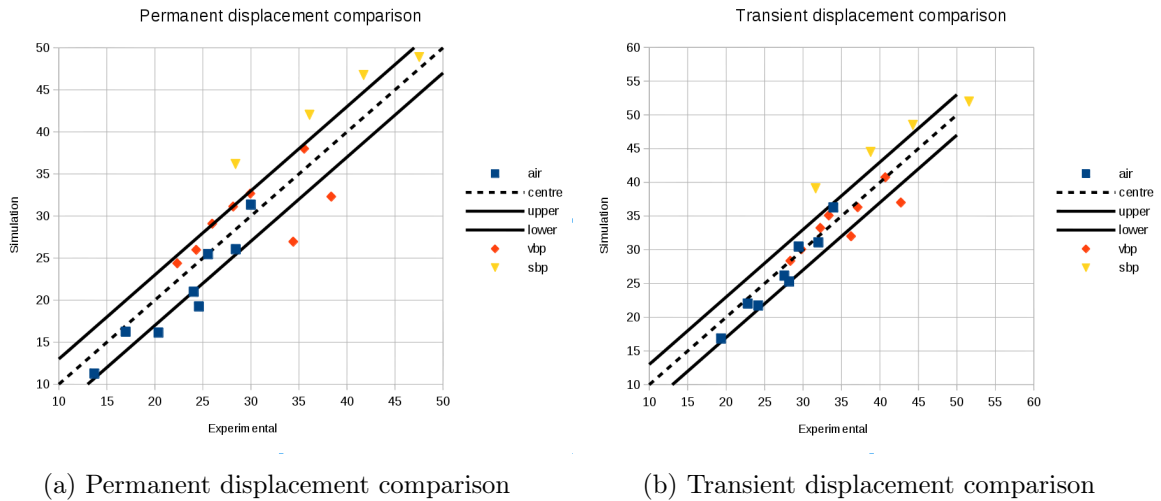 Permanent displacement comparison
50
45
40
35
30
25
20
15
10
10 15 20 25 30 35 40 45 50
Simulation
Experimental
air
centre
upper
lower
vbp
sbp
(a) Permanent displacement comparison
Transient displacement comparison
60
55
50
45
40
35
30
25
20
15
10
10 15 20 25 30 35 40 45 50 55 60
Simulation
Experimental
air
centre
upper
lower
vbp
sbp
(b) Transient displacement comparison